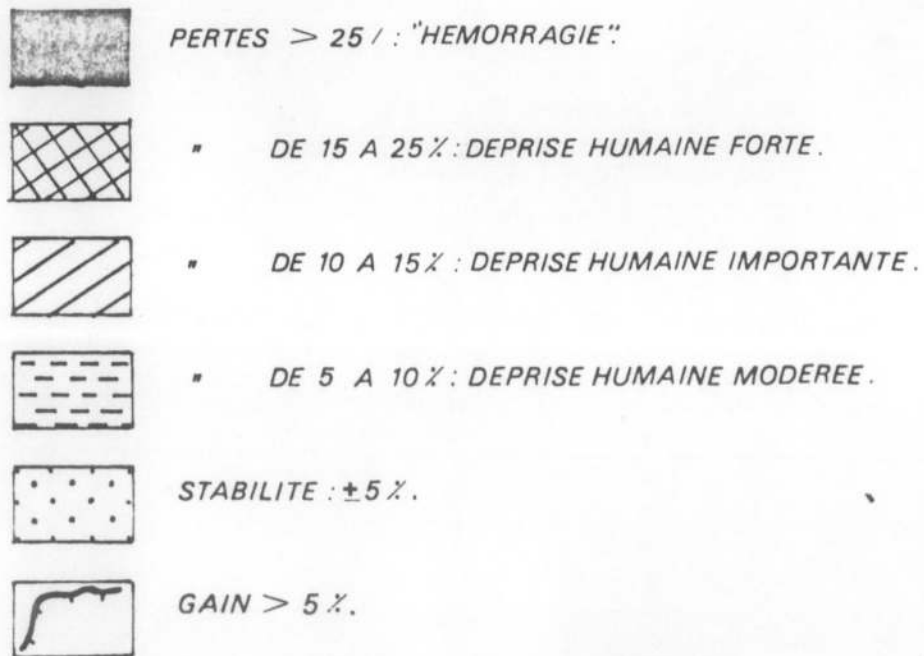 PERTES > 25 / : "HEMORRAGIE".
" DE 15 A 25 % : DEPRISE HUMAINE FORTE.
" DE 10 A 15 % : DEPRISE HUMAINE IMPORTANTE.
" DE 5 A 10 % : DEPRISE HUMAINE MODEREE.
STABILITE : ±5 %.
GAIN > 5 %.